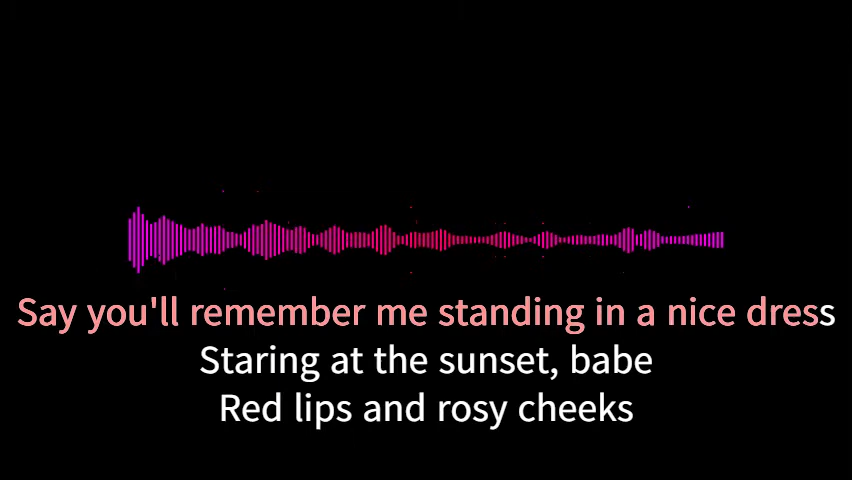 Say you'll remember me standing in a nice dress
Staring at the sunset, babe
Red lips and rosy cheeks